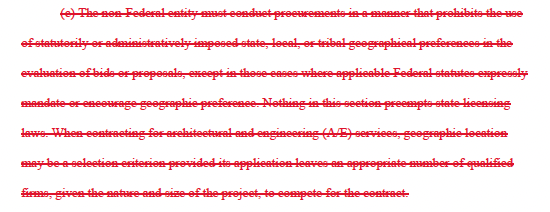 (c) The non-Federal entity must conduct procurements in a manner that prohibits the use
of statutorily or administratively imposed state, local, or tribal geographical preferences in the
evaluation of bids or proposals, except in those cases where applicable Federal statutes expressly
mandate or encourage geographic preference. Nothing in this section preempts state licensing
laws. When contracting for architectural and engineering (A/E) services, geographic location
may be a selection criterion provided its application leaves an appropriate number of qualified
firms, given the nature and size of the project, to compete for the contract.